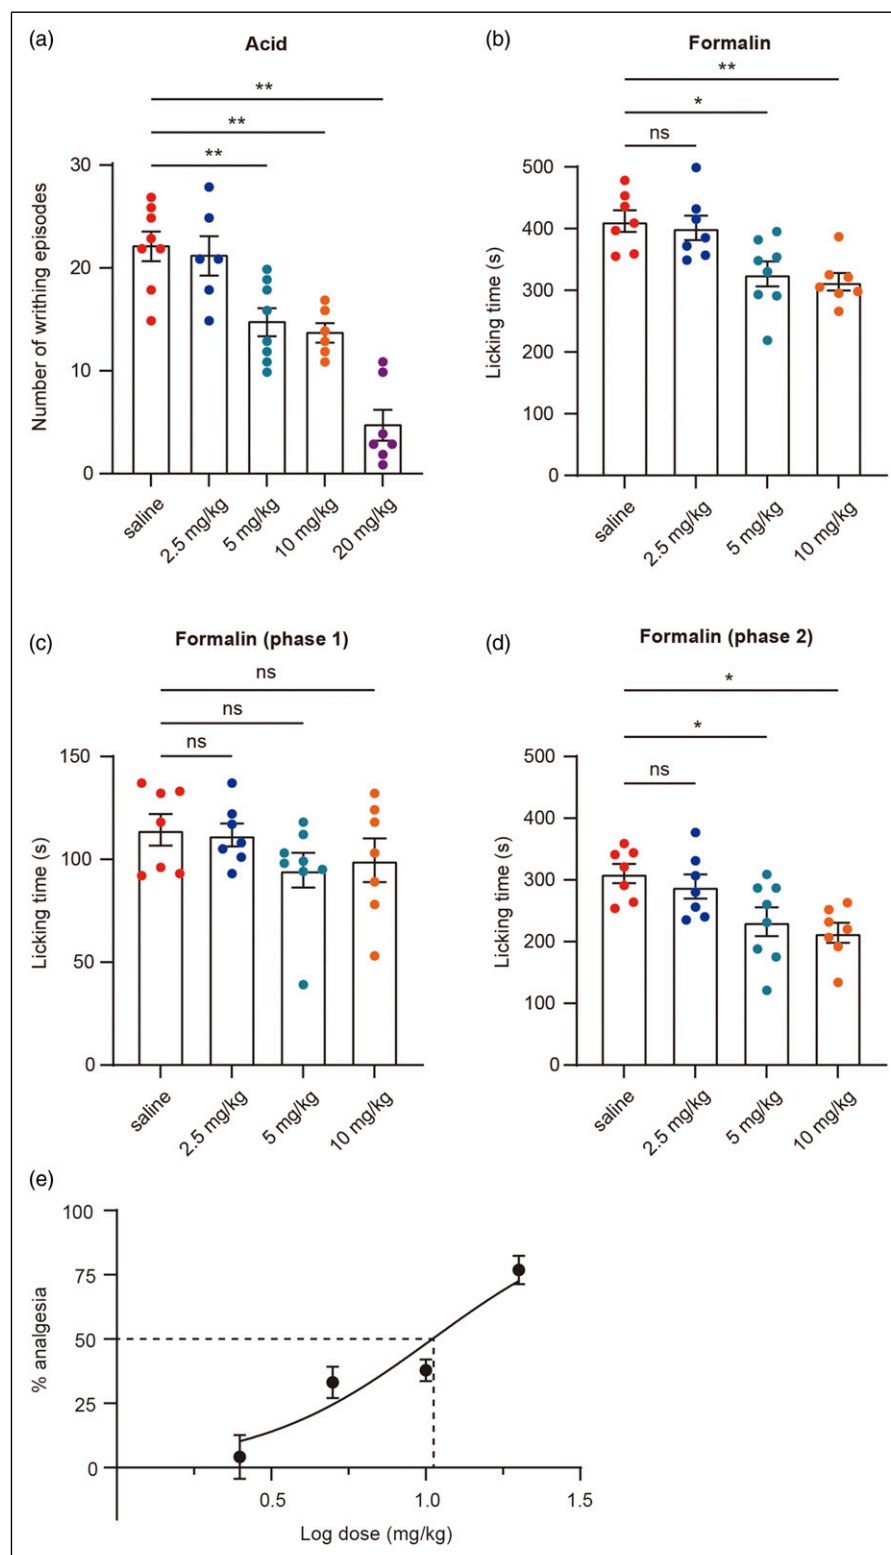 (a)
Acid
**
**
**
Number of writhing episodes
30
20
10
0
saline
2.5 mg/kg
5 mg/kg
10 mg/kg
20 mg/kg
(b)
Formalin
**
*
ns
Licking time (s)
500
400
300
200
100
0
saline
2.5 mg/kg
5 mg/kg
10 mg/kg
(c)
Formalin (phase 1)
ns
ns
ns
Licking time (s)
150
100
50
0
saline
2.5 mg/kg
5 mg/kg
10 mg/kg
(d)
Formalin (phase 2)
*
*
ns
Licking time (s)
500
400
300
200
100
0
saline
2.5 mg/kg
5 mg/kg
10 mg/kg
(e)
% analgesia
100
75
50
25
0
0.5
1.0
1.5
Log dose (mg/kg)